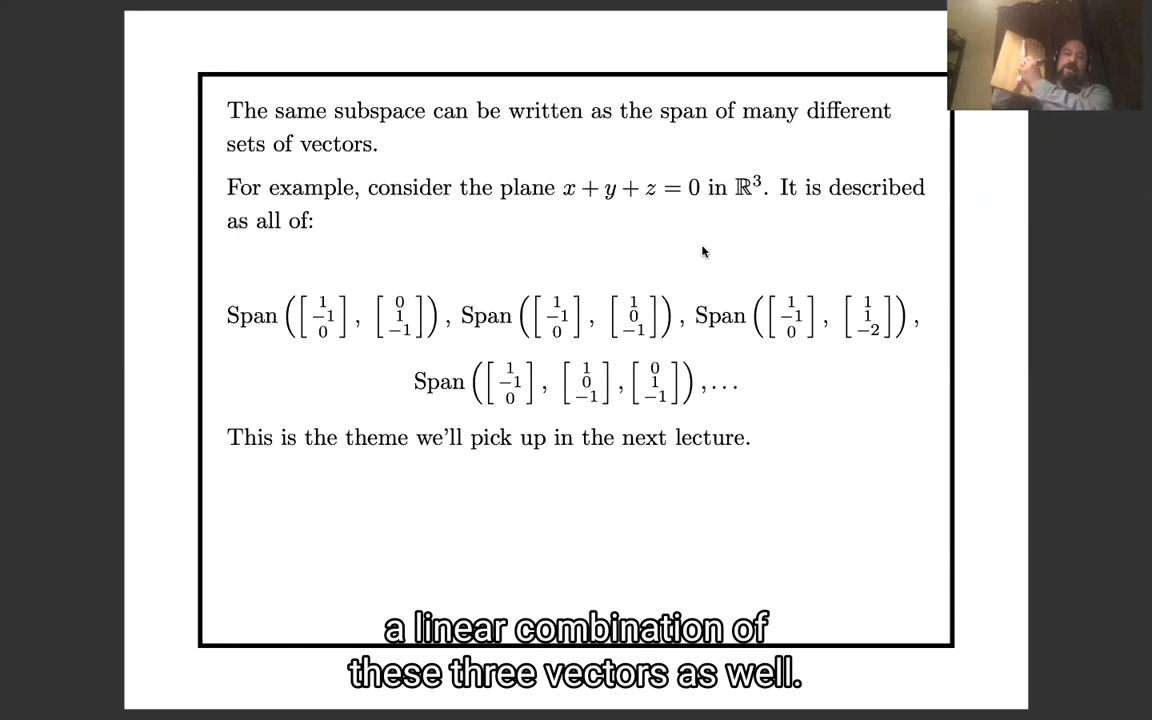 The same subspace can be written as the span of many different
sets of vectors.
For example, consider the plane x + y + z = 0 in ℝ³. It is described
as all of:
Span ([1 −1 0], [0 1 −1]), Span ([1 −1 0], [1 0 −1]), Span ([1 −1 0], [1 1 −2]),
Span ([1 −1 0], [1 0 −1], [0 1 −1]), ...
This is the theme we’ll pick up in the next lecture.
a linear combination of
these three vectors as well.